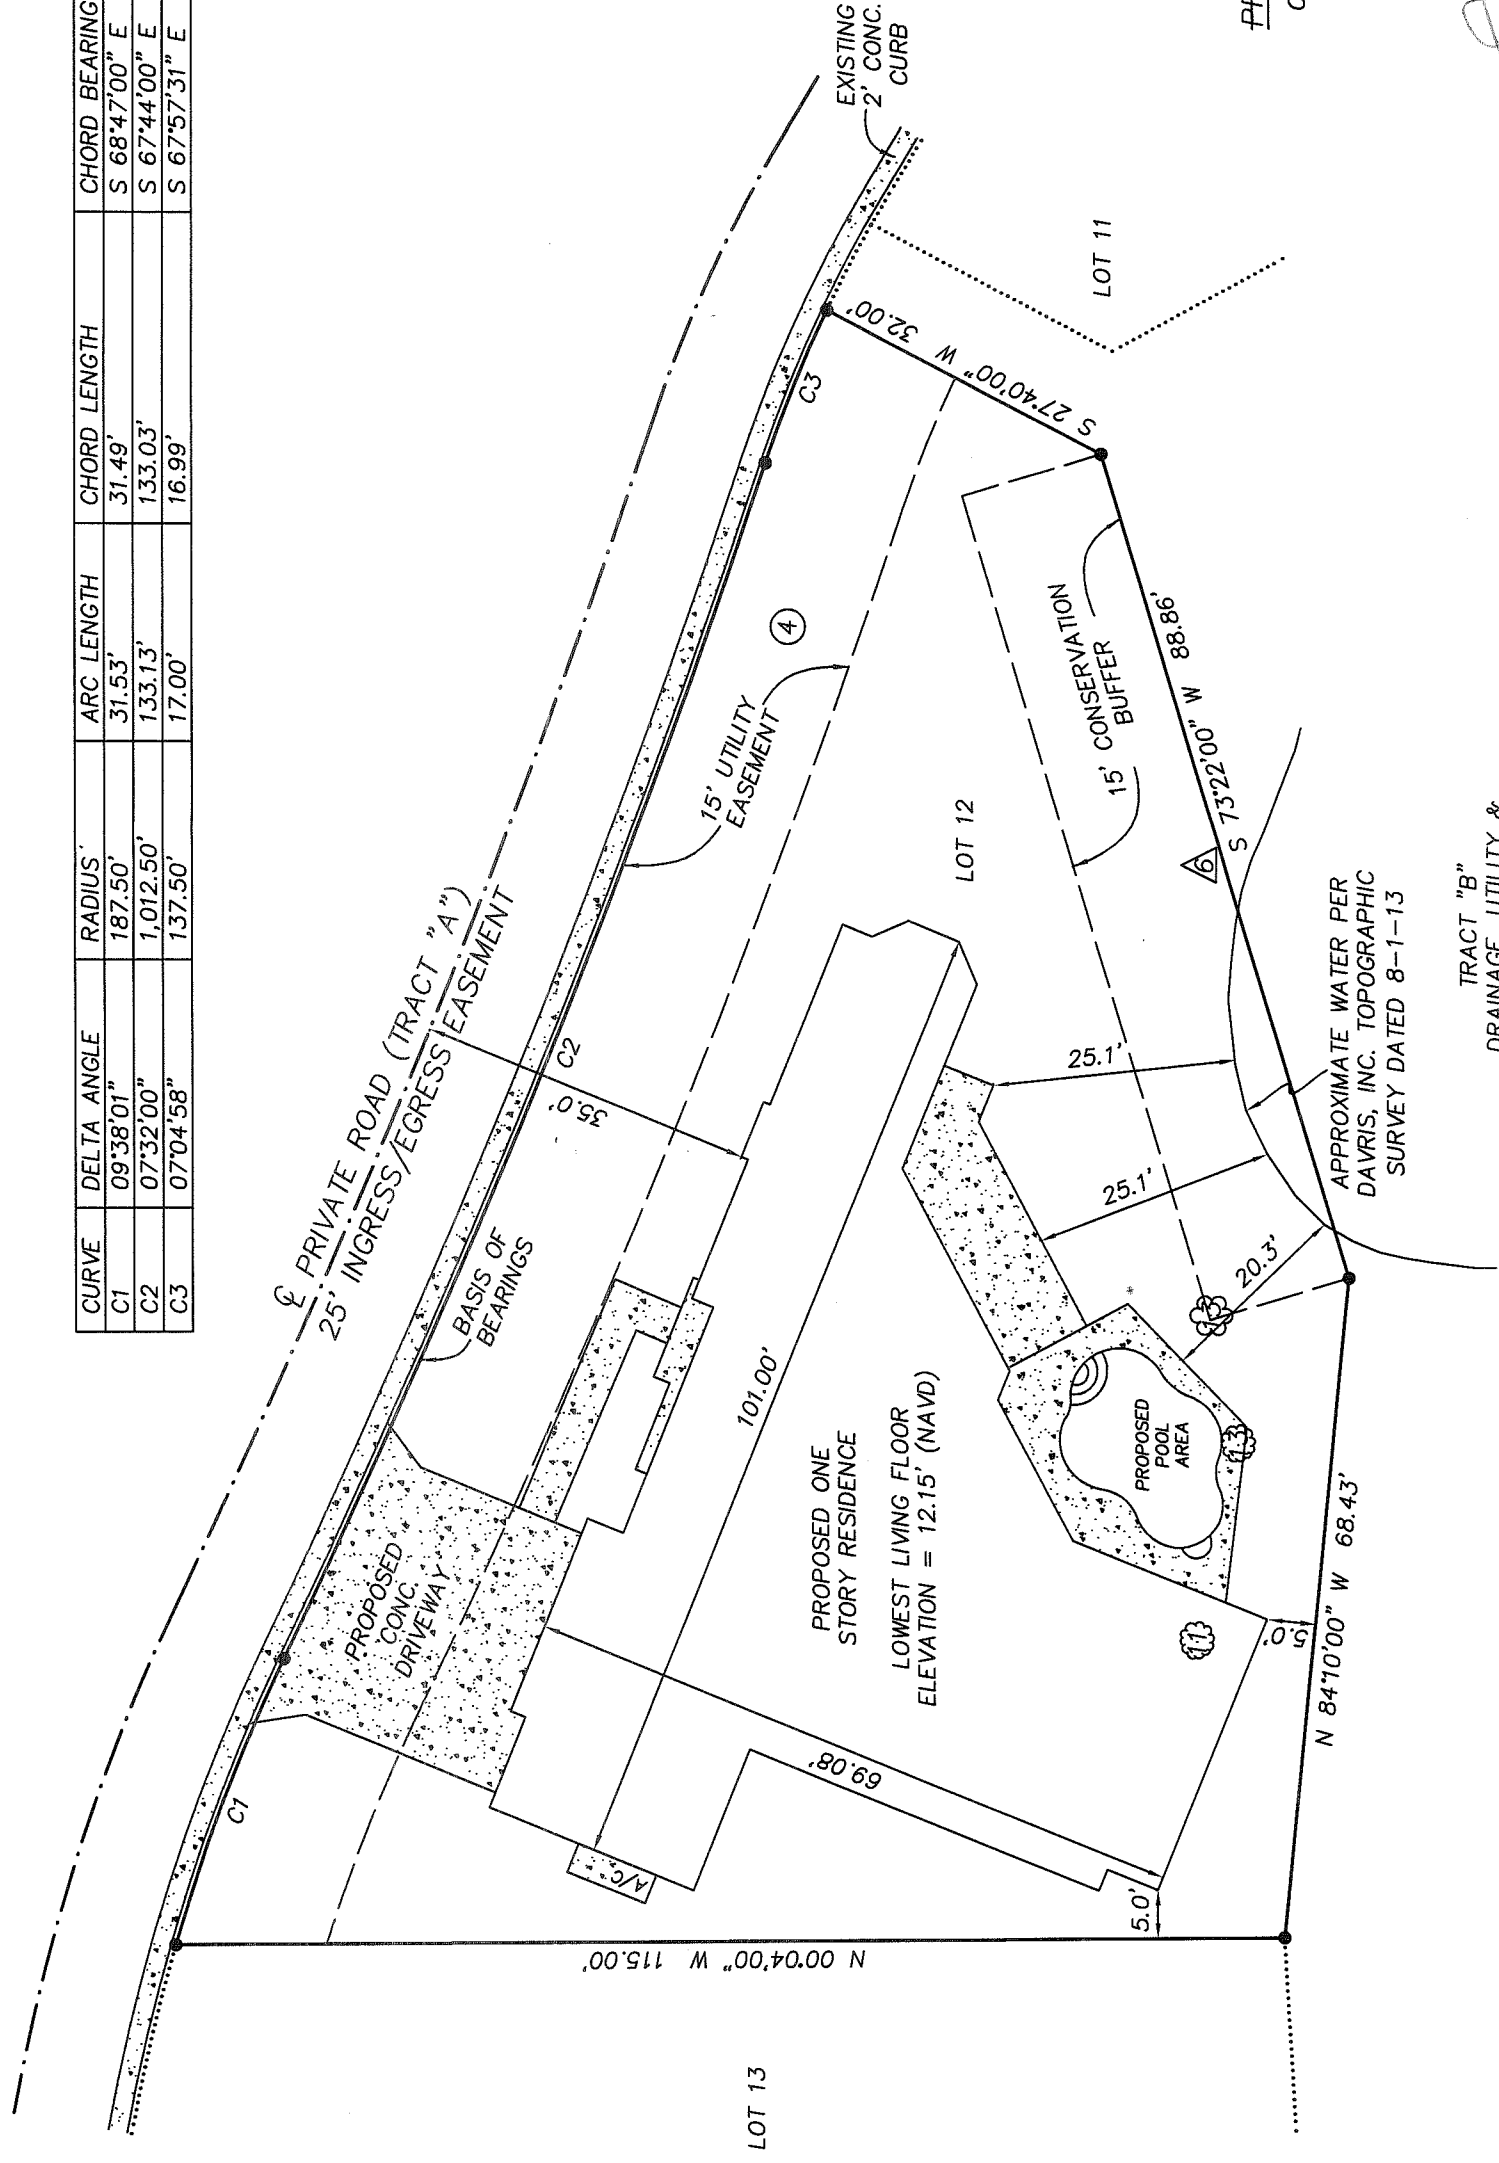 CURVE DELTA ANGLE RADIUS ARC LENGTH CHORD LENGTH CHORD BEARING
C1 09°38'01" 187.50' 31.53' 31.49' S 68°47'00" E
C2 07°32'00" 1,012.50' 133.13' 133.03' S 67°44'00" E
C3 07°04'58" 137.50' 17.00' 16.99' S 67°57'31" E
℄ PRIVATE ROAD (TRACT "A")
25' INGRESS/EGRESS EASEMENT
EXISTING
2' CONC.
CURB
C1
C2
C3
BASIS OF
BEARINGS
35.0'
15' UTILITY
EASEMENT
4
S 27°40'00" W 32.00'
LOT 11
PROPOSED
CONC.
DRIVEWAY
A/C
101.00'
69.08'
PROPOSED ONE
STORY RESIDENCE
LOWEST LIVING FLOOR
ELEVATION = 12.15' (NAVD)
LOT 12
15' CONSERVATION
BUFFER
25.1'
25.1'
20.3'
PROPOSED
POOL
AREA
13
11
5.0'
5.0'
N 00°04'00" W 115.00'
LOT 13
N 84°10'00" W 68.43'
S 73°22'00" W 88.86'
6
APPROXIMATE WATER PER
DAVRIS, INC. TOPOGRAPHIC
SURVEY DATED 8-1-13
TRACT "B"
DRAINAGE, UTILITY &